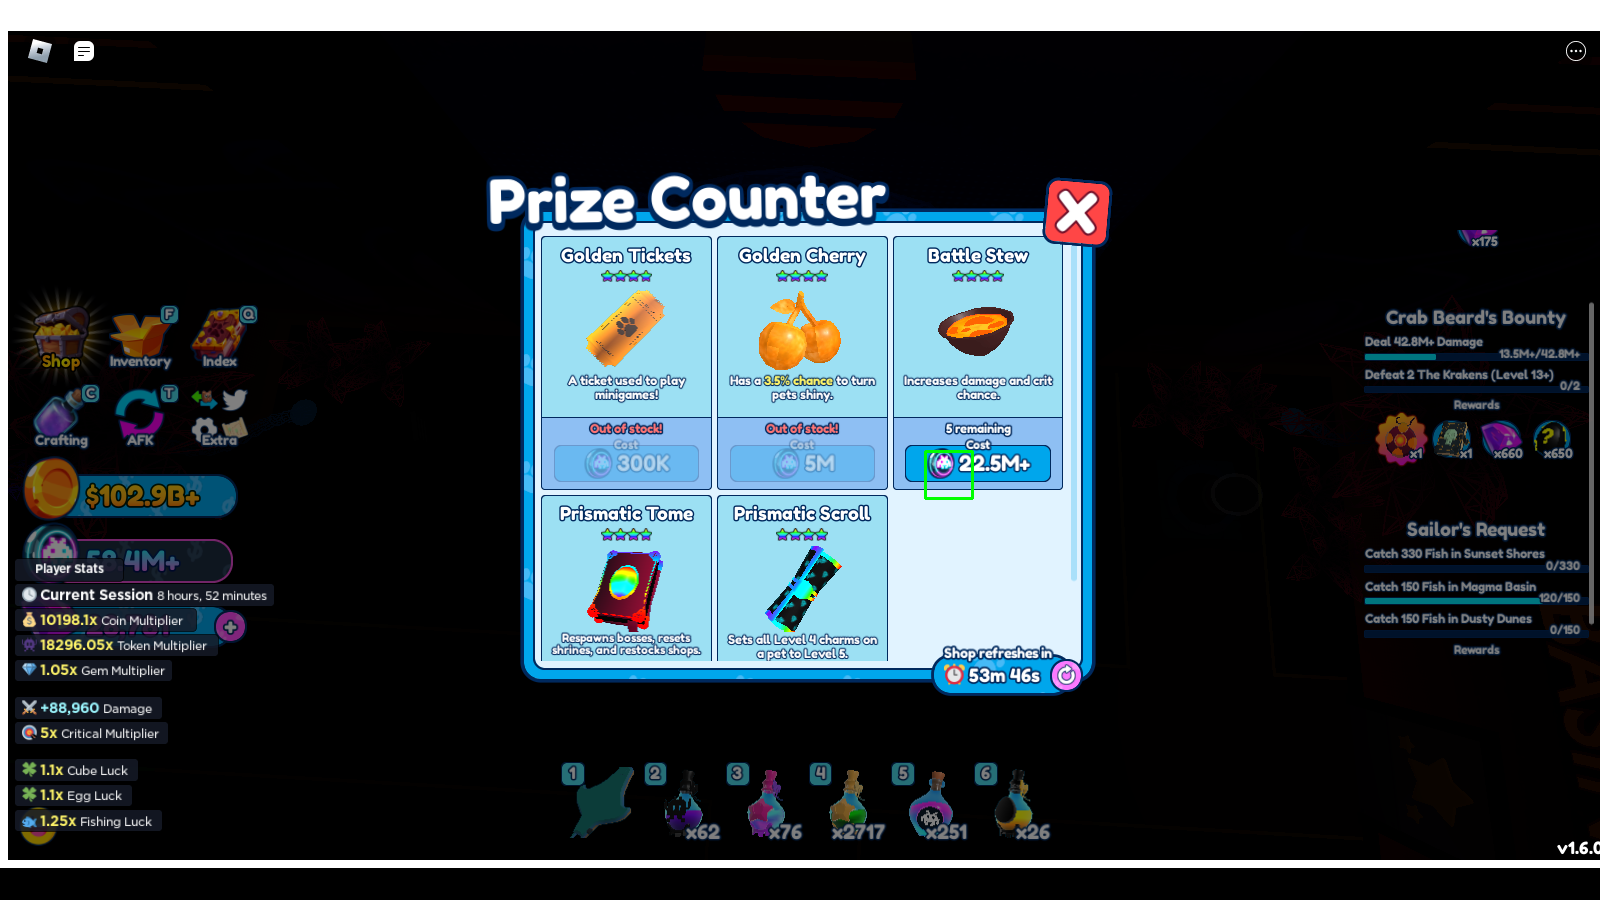 Prize Counter
Golden Tickets
A ticket used to play
minigames!
Out of stock!
Cost
300K
Golden Cherry
Has a 3.5% chance to turn
pets shiny.
Out of stock!
Cost
5M
Battle Stew
Increases damage and crit
chance.
5 remaining
Cost
22.5M+
Prismatic Tome
Respawns bosses, resets
shrines, and restocks shops.
Prismatic Scroll
Sets all Level 4 charms on
a pet to Level 5.
Shop refreshes in
53m 46s
Shop
F
Inventory
Q
Index
C
Crafting
T
AFK
Extra
$102.9B+
Player Stats
Current Session 8 hours, 52 minutes
10198.1x Coin Multiplier
18296.05x Token Multiplier
1.05x Gem Multiplier
+88,960 Damage
5x Critical Multiplier
1.1x Cube Luck
1.1x Egg Luck
1.25x Fishing Luck
x175
Crab Beard's Bounty
Deal 42.8M+ Damage
13.5M+/42.8M+
Defeat 2 The Krakens (Level 13+)
0/2
Rewards
x1
x1
x660
x650
Sailor's Request
Catch 330 Fish in Sunset Shores
0/330
Catch 150 Fish in Magma Basin
120/150
Catch 150 Fish in Dusty Dunes
0/150
Rewards
1
2
x62
3
x76
4
x2717
5
x251
6
x26
v1.6.0